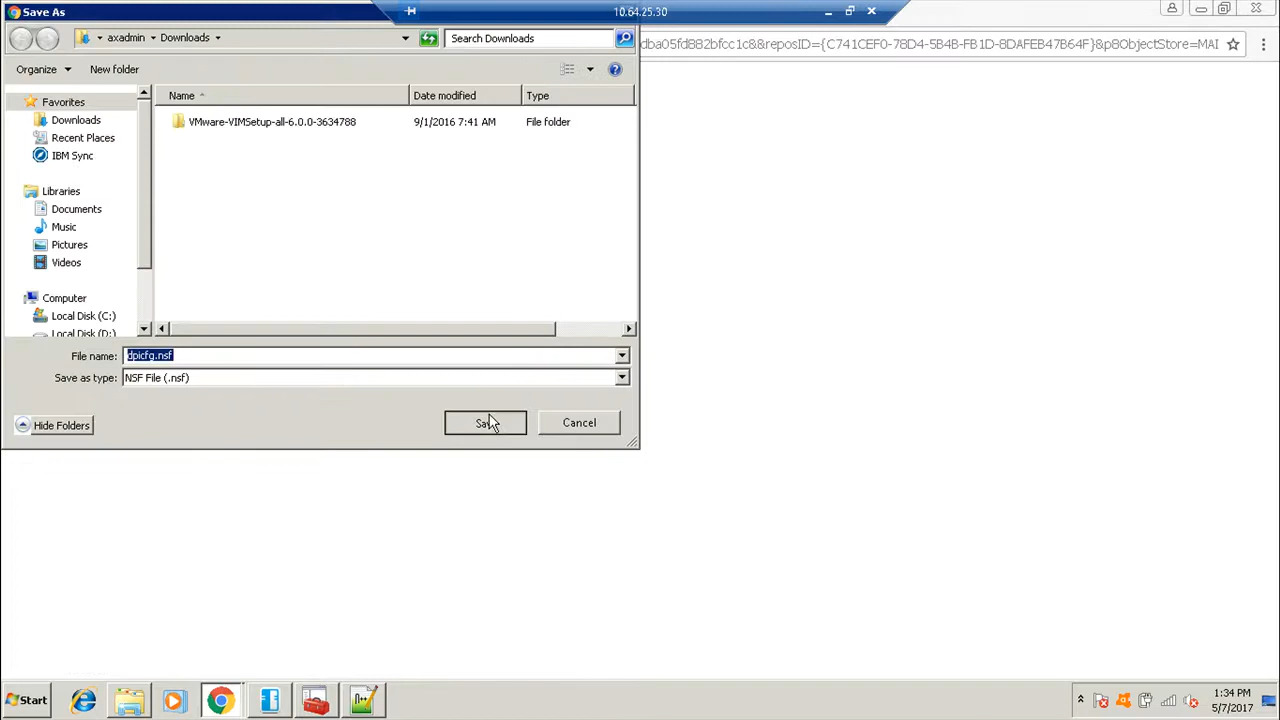 Save As
10.64.25.30
axadmin
Downloads
Search Downloads
dba05fd882bfcc1c&&reposID={C741CEF0-78D4-5B4B-FB1D-8DAFEB47B64F}&p8ObjectStore=MAI
Organize
New folder
Name
Date modified
Type
Favorites
Downloads
Recent Places
IBM Sync
Libraries
Documents
Music
Pictures
Videos
Computer
Local Disk (C:)
Local Disk (D:)
VMware-VIMSetup-all-6.0.0-3634788
9/1/2016 7:41 AM
File folder
File name:
dpicfg.nsf
Save as type:
NSF File (.nsf)
Hide Folders
Save
Cancel
Start
1:34 PM
5/7/2017